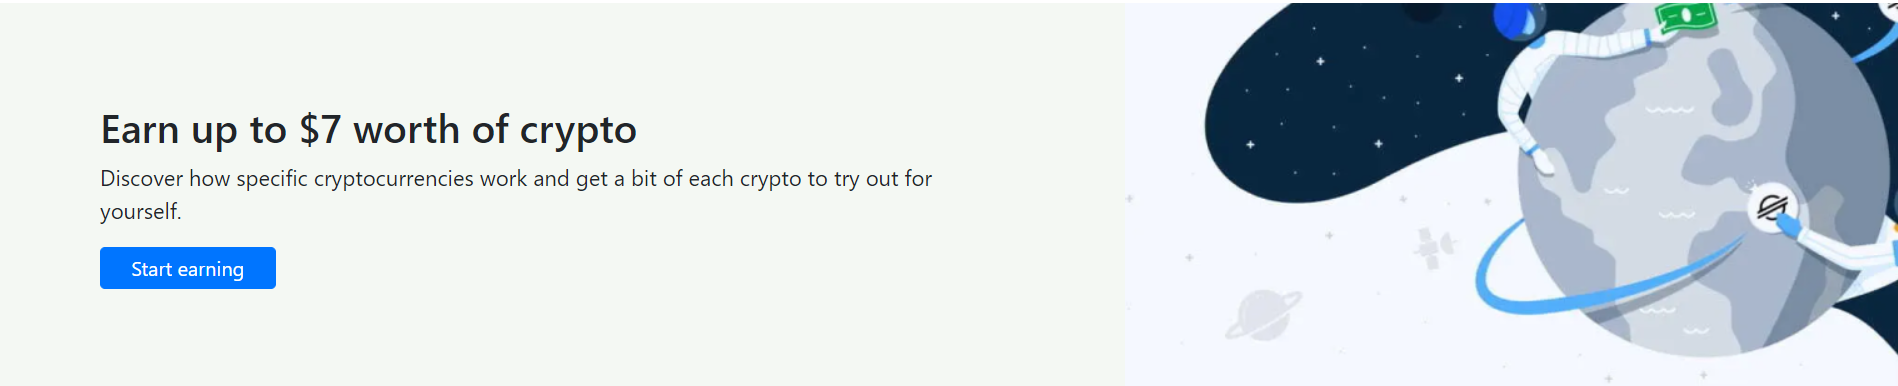 Earn up to $7 worth of crypto
Discover how specific cryptocurrencies work and get a bit of each crypto to try out for
yourself.
Start earning